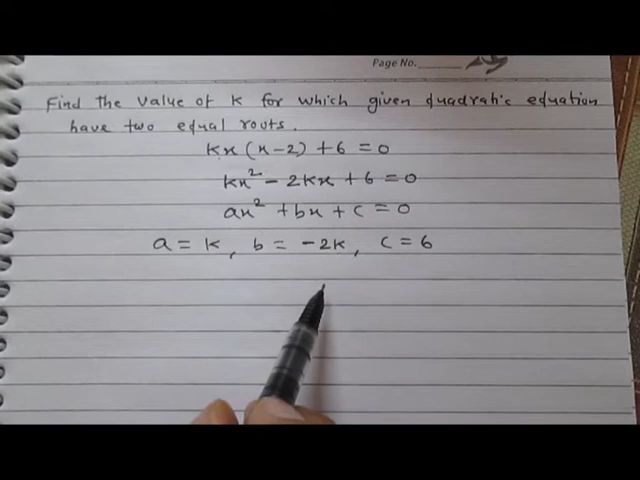 Page No.
Find the value of K for which given quadratic equation
have two equal roots.
Kx(x-2) + 6 = 0
Kx² - 2Kx + 6 = 0
ax² + bx + c = 0
a = K, b = -2K, c = 6